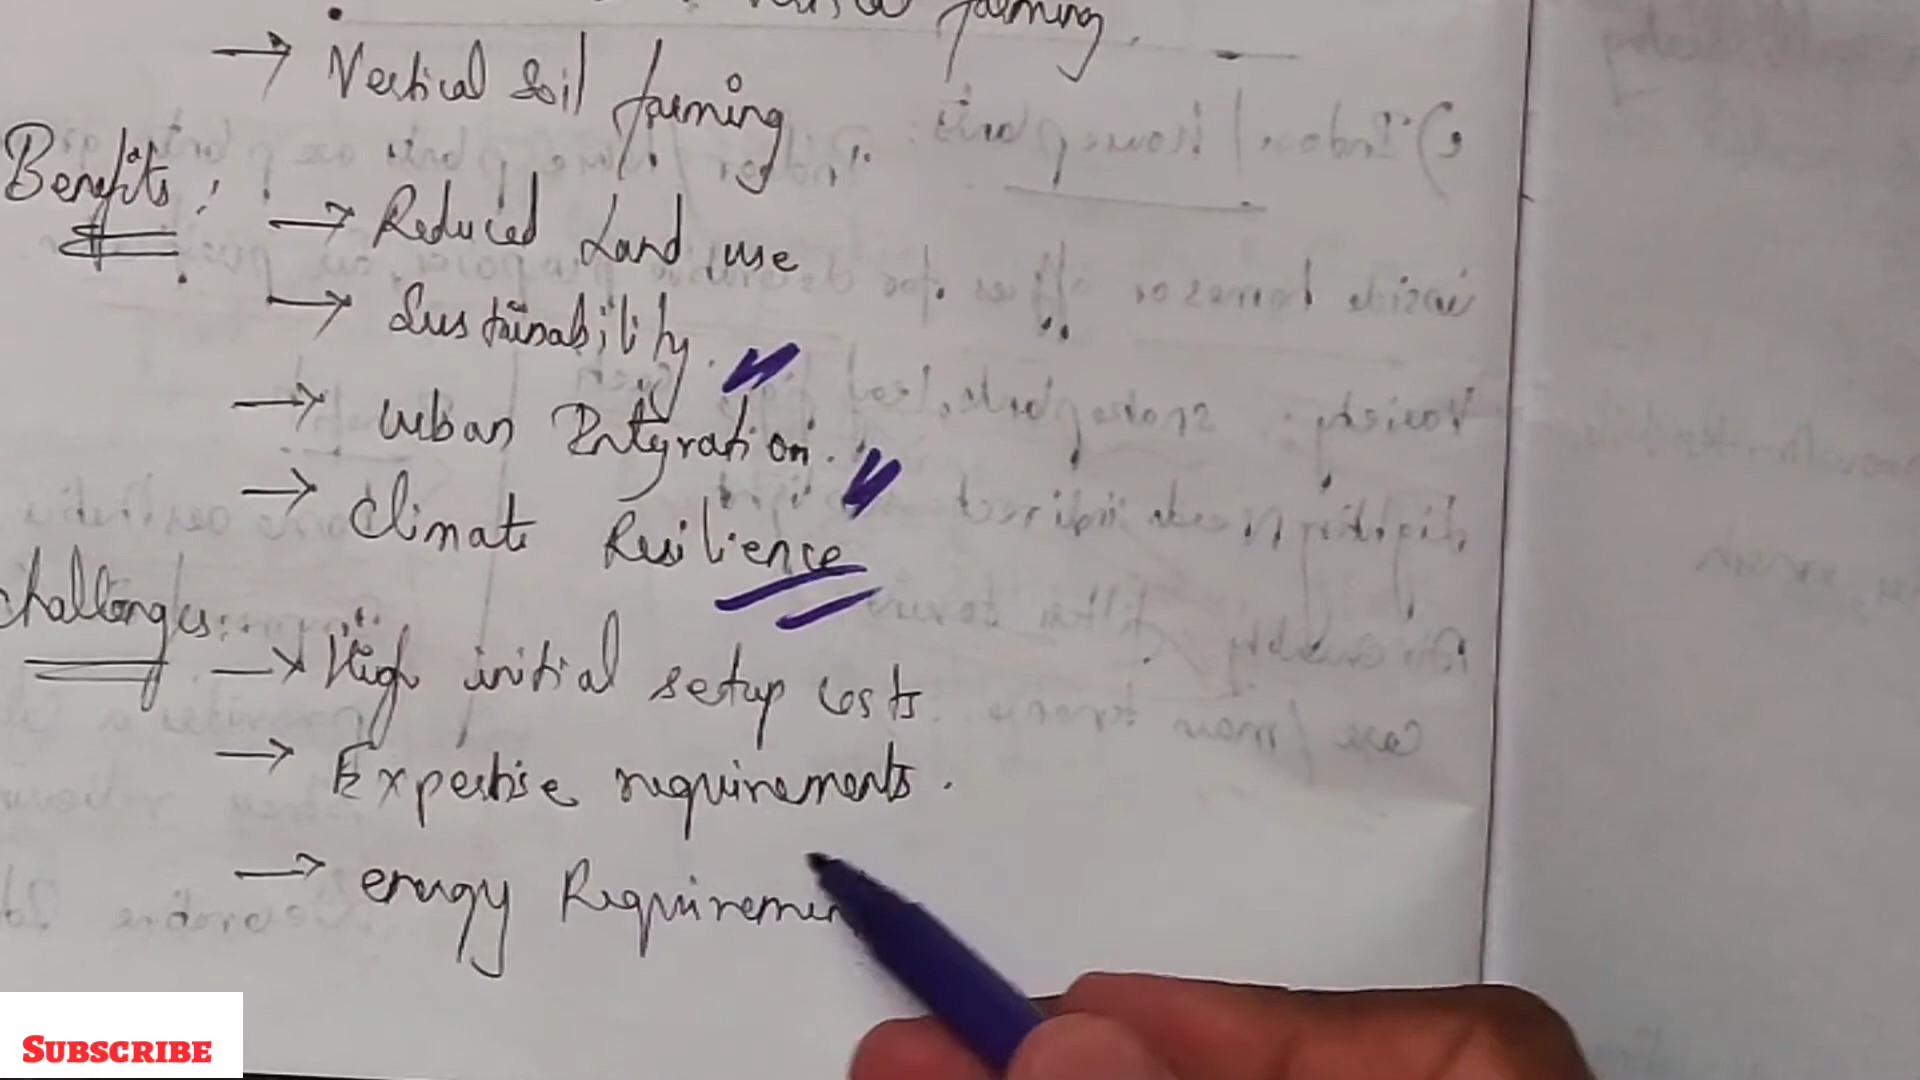 farming.
→ Vertical Soil farming
Benefits :
→ Reduced Land use
→ Sustainability.
→ urban Integration.
→ Climate Resilience
challenges:
→ High initial setup costs
→ Expertise requirements.
→ energy Requiremen
SUBSCRIBE